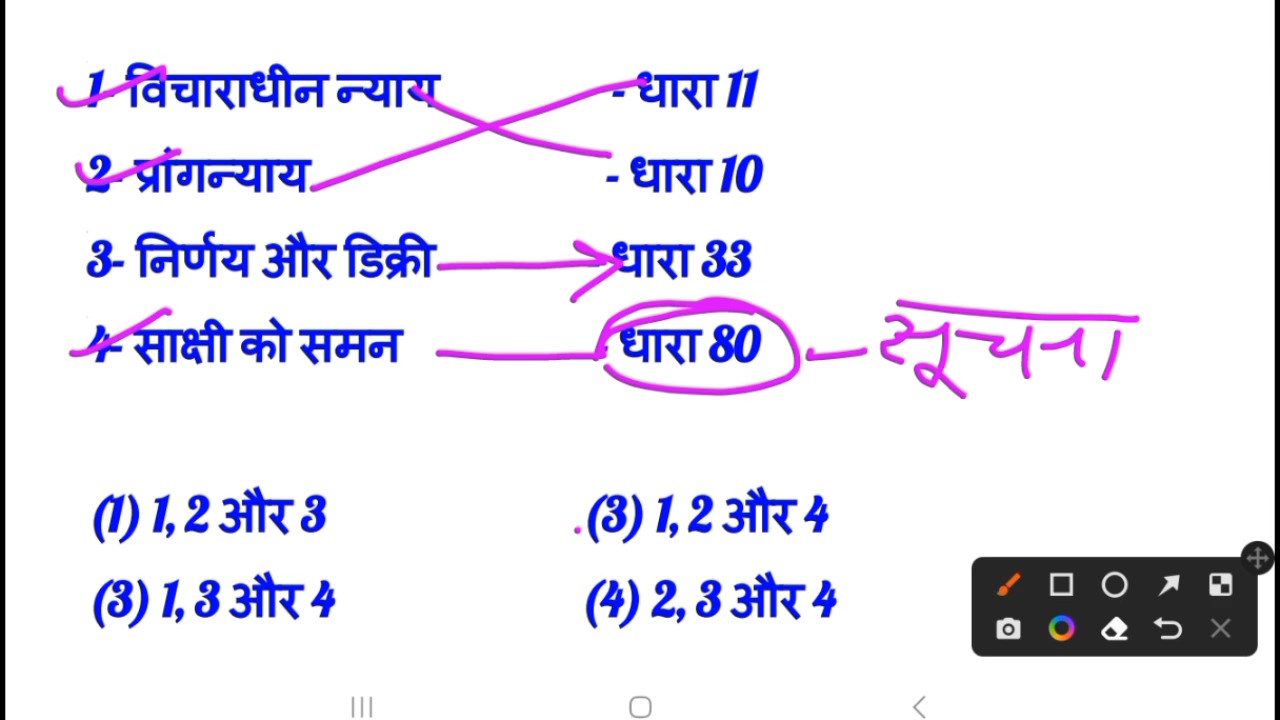 1- विचाराधीन न्याय - धारा 11
2- प्रांगन्याय - धारा 10
3- निर्णय और डिक्री - धारा 33
4- साक्षी को समन - धारा 80 - सूचना
(1) 1, 2 और 3 (3) 1, 2 और 4
(3) 1, 3 और 4 (4) 2, 3 और 4